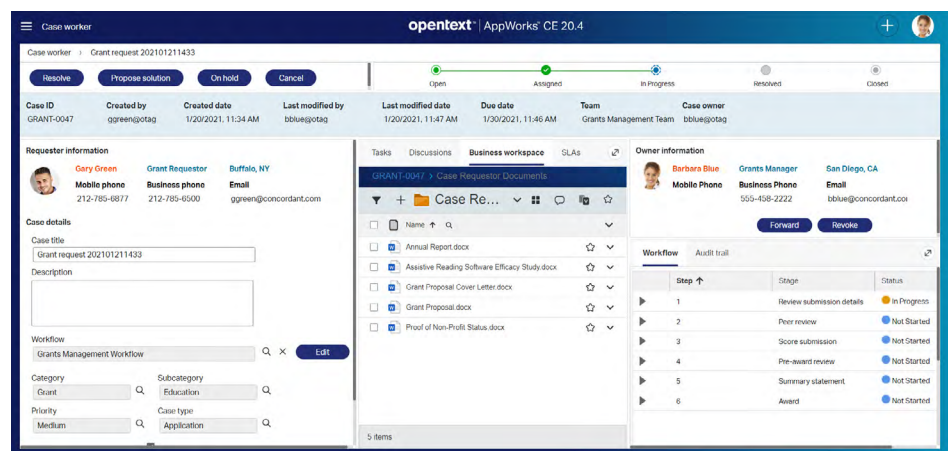 Case worker
opentext™ | AppWorks™ CE 20.4
Case worker › Grant request 202101211433
Resolve Propose solution On hold Cancel
Open Assigned In Progress Resolved Closed
Case ID Created by Created date Last modified by Last modified date Due date Team Case owner
GRANT-0047 ggreen@otag 1/20/2021, 11:34 AM bblue@otag 1/20/2021, 11:47 AM 1/30/2021, 11:46 AM Grants Management Team bblue@otag
Requester information
Gary Green Grant Requestor Buffalo, NY
Mobile phone Business phone Email
212-785-6877 212-785-6500 ggreen@concordant.com
Case details
Case title
Grant request 202101211433
Description
Workflow
Grants Management Workflow
Edit
Category Subcategory
Grant Education
Priority Case type
Medium Application
Tasks Discussions Business workspace SLAs
GRANT-0047 › Case Requestor Documents
Case Re...
Name
Annual Report.docx
Assistive Reading Software Efficacy Study.docx
Grant Proposal Cover Letter.docx
Grant Proposal.docx
Proof of Non-Profit Status.docx
5 items
Owner information
Barbara Blue Grants Manager San Diego, CA
Mobile Phone Business Phone Email
555-458-2222 bblue@concordant.coi
Forward Revoke
Workflow Audit trail
Step Stage Status
1 Review submission details In Progress
2 Peer review Not Started
3 Score submission Not Started
4 Pre-award review Not Started
5 Summary statement Not Started
6 Award Not Started